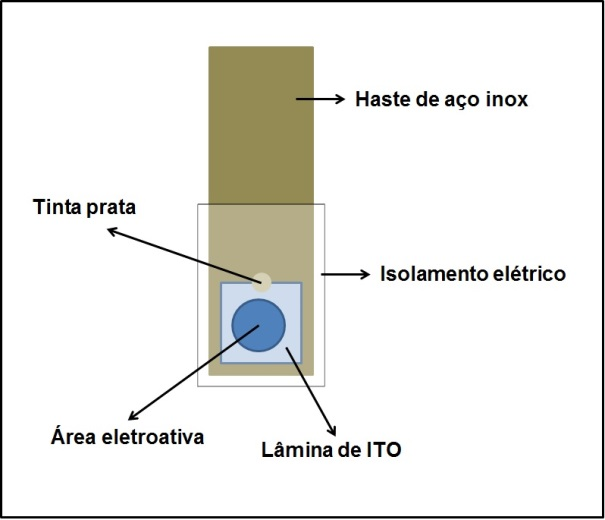 Haste de aço inox
Tinta prata
Isolamento elétrico
Área eletroativa
Lâmina de ITO